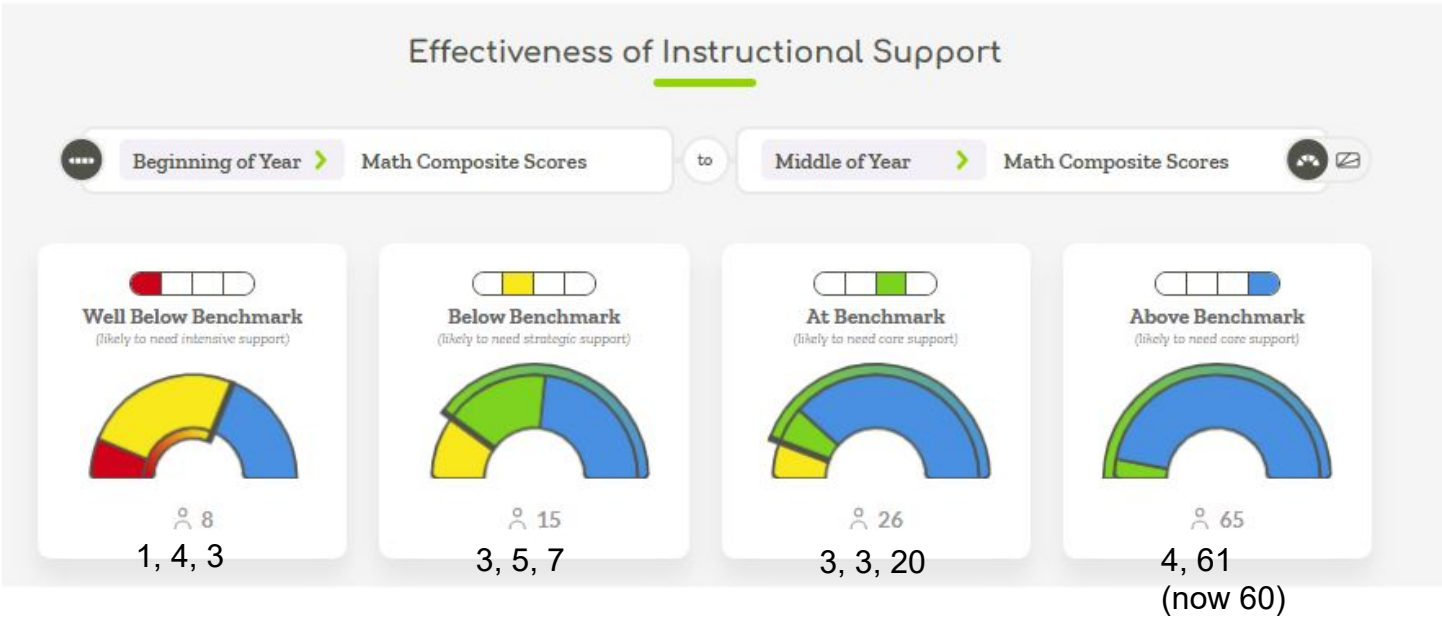 Effectiveness of Instructional Support
Beginning of Year > Math Composite Scores to Middle of Year > Math Composite Scores
Well Below Benchmark
(likely to need intensive support)
8
1, 4, 3
Below Benchmark
(likely to need strategic support)
15
3, 5, 7
At Benchmark
(likely to need core support)
26
3, 3, 20
Above Benchmark
(likely to need core support)
65
4, 61
(now 60)